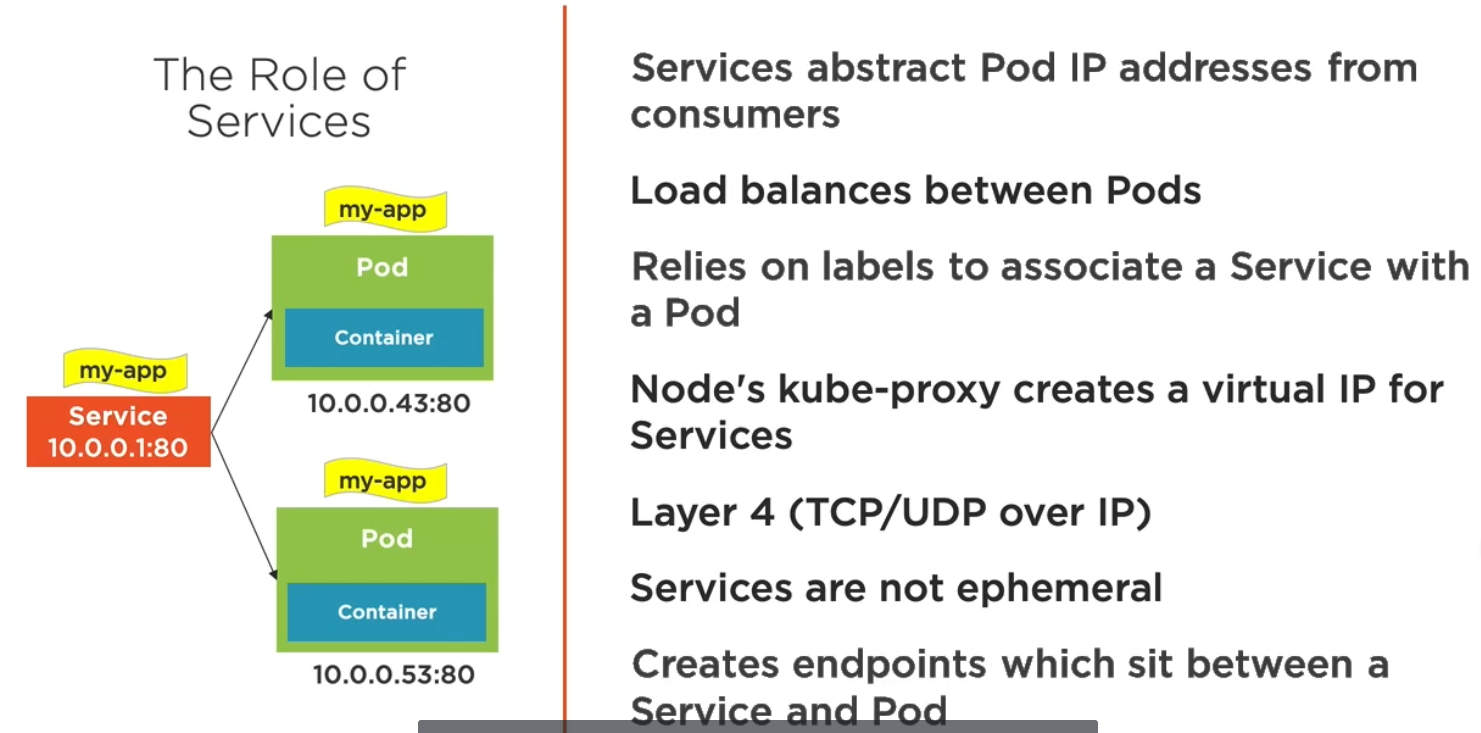 The Role of
Services
my-app
Pod
Container
10.0.0.43:80
my-app
Service
10.0.0.1:80
my-app
Pod
Container
10.0.0.53:80
Services abstract Pod IP addresses from
consumers
Load balances between Pods
Relies on labels to associate a Service with
a Pod
Node's kube-proxy creates a virtual IP for
Services
Layer 4 (TCP/UDP over IP)
Services are not ephemeral
Creates endpoints which sit between a
Service and Pod